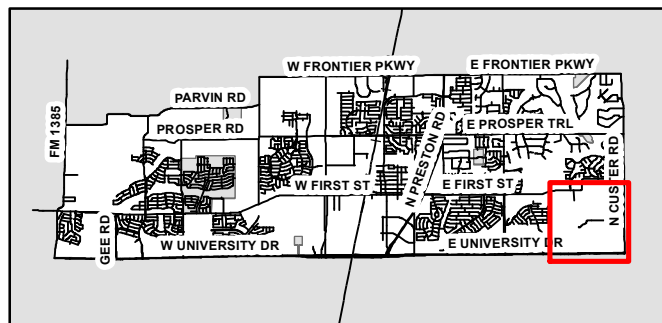 W FRONTIER PKWY
E FRONTIER PKWY
PARVIN RD
FM 1385
PROSPER RD
E PROSPER TRL
N PRESTON RD
N CUSTER RD
W FIRST ST
E FIRST ST
GEE RD
W UNIVERSITY DR
E UNIVERSITY DR